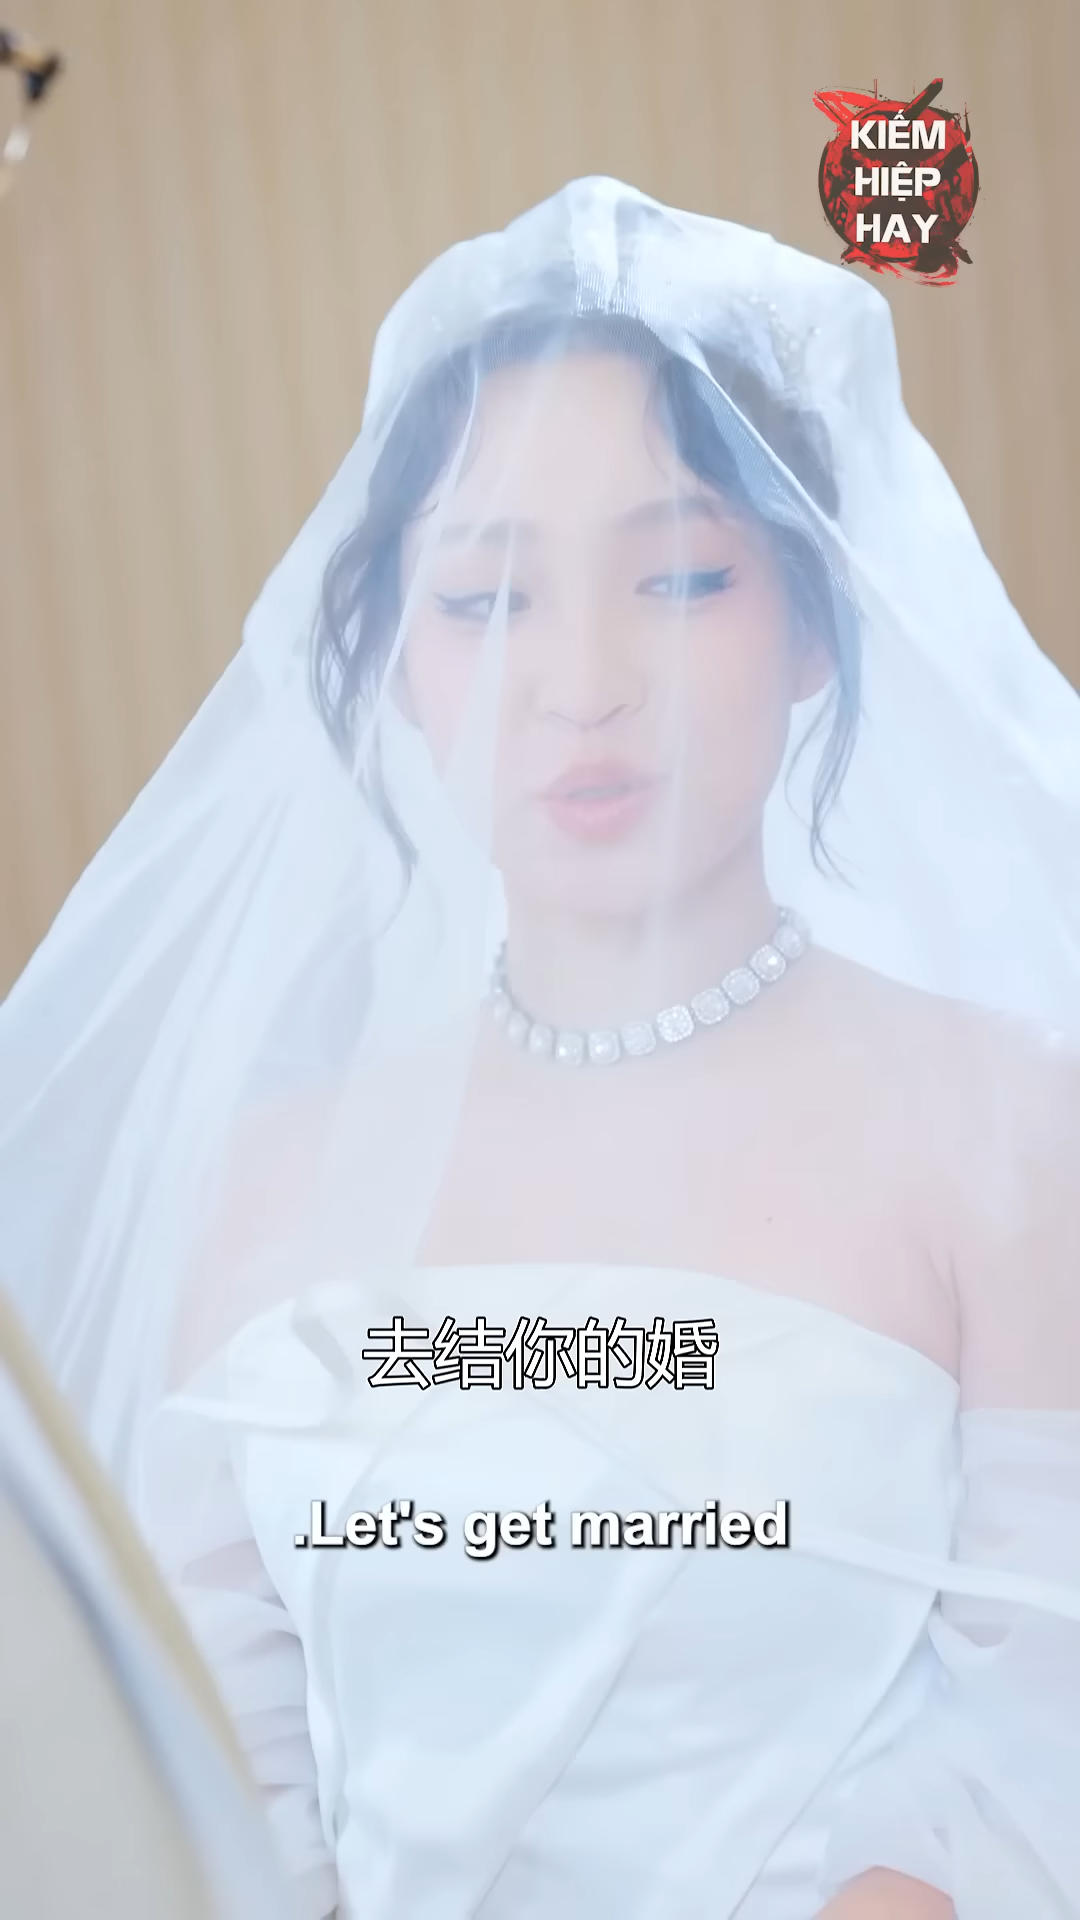 KIẾM
HIỆP
HAY
去结你的婚
.Let's get married